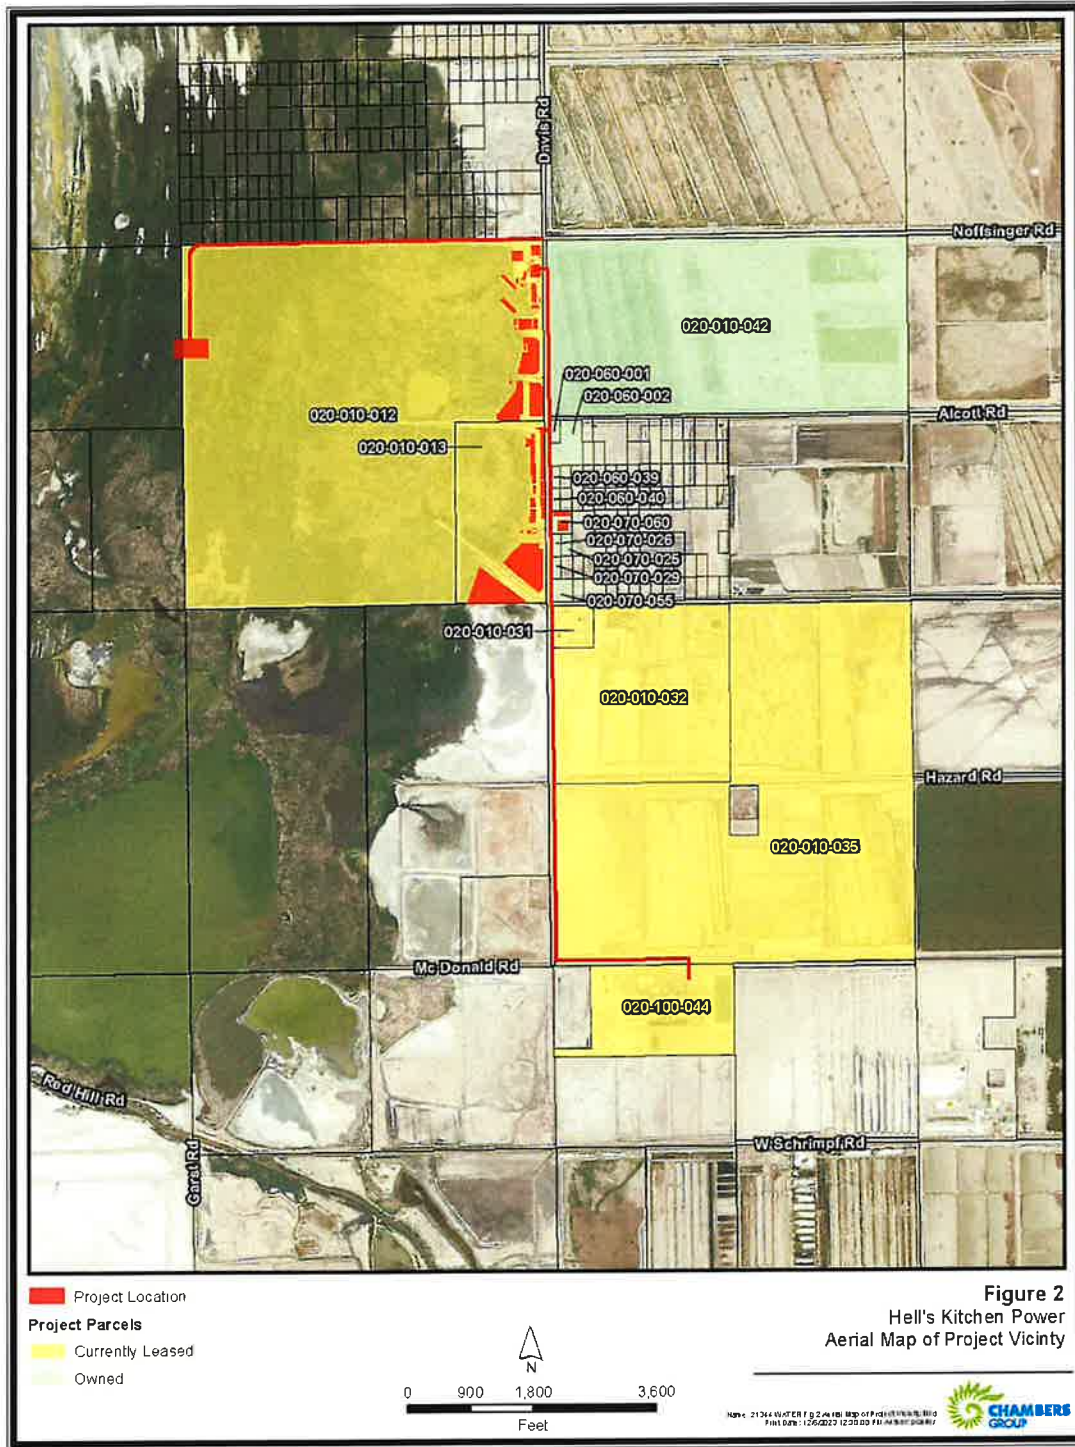 Davis Rd
Noffsinger Rd
020-010-042
020-060-001
020-060-002
Alcott Rd
020-010-012
020-010-013
020-060-039
020-060-040
020-070-060
020-070-026
020-070-025
020-070-029
020-070-055
020-010-031
020-010-032
Hazard Rd
020-010-035
Mc Donald Rd
020-100-044
Red Hill Rd
Garst Rd
W Schrimpf Rd
Project Location
Project Parcels
Currently Leased
Owned
N
0 900 1,800 3,600
Feet
Figure 2
Hell's Kitchen Power
Aerial Map of Project Vicinty
CHAMBERS
GROUP